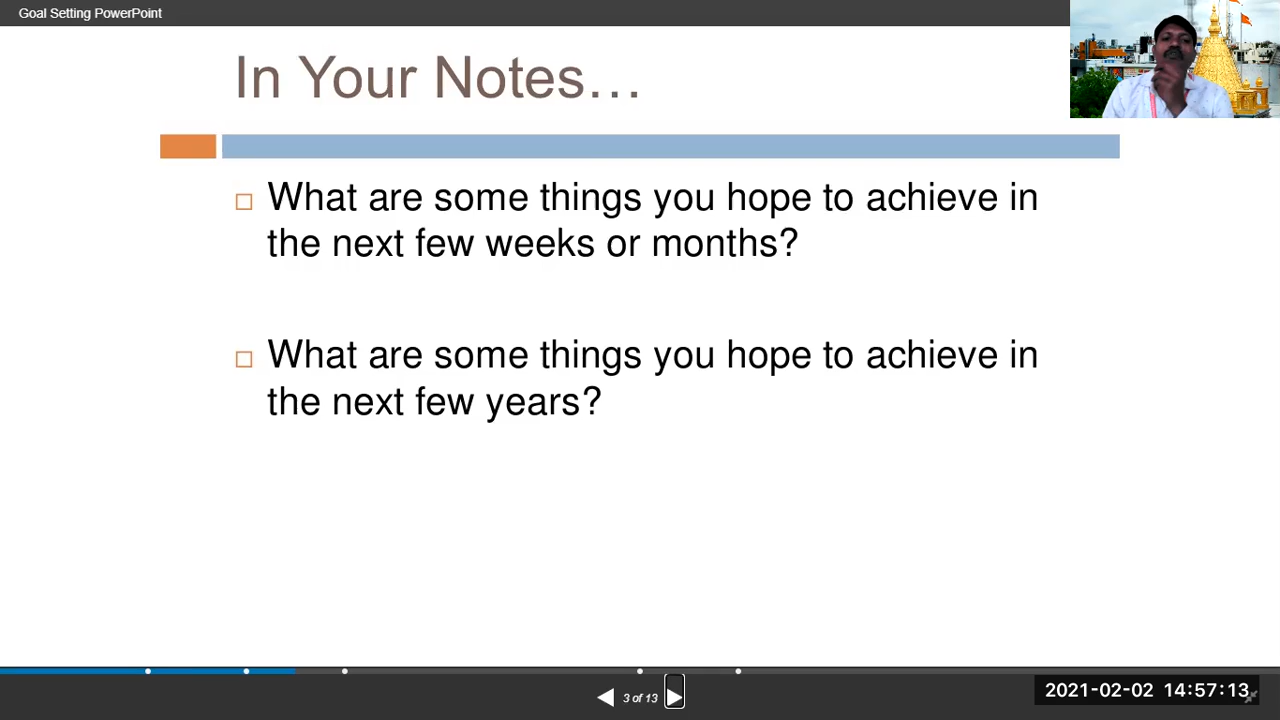 Goal Setting PowerPoint
In Your Notes…
What are some things you hope to achieve in
the next few weeks or months?
What are some things you hope to achieve in
the next few years?
3 of 13
2021-02-02 14:57:13